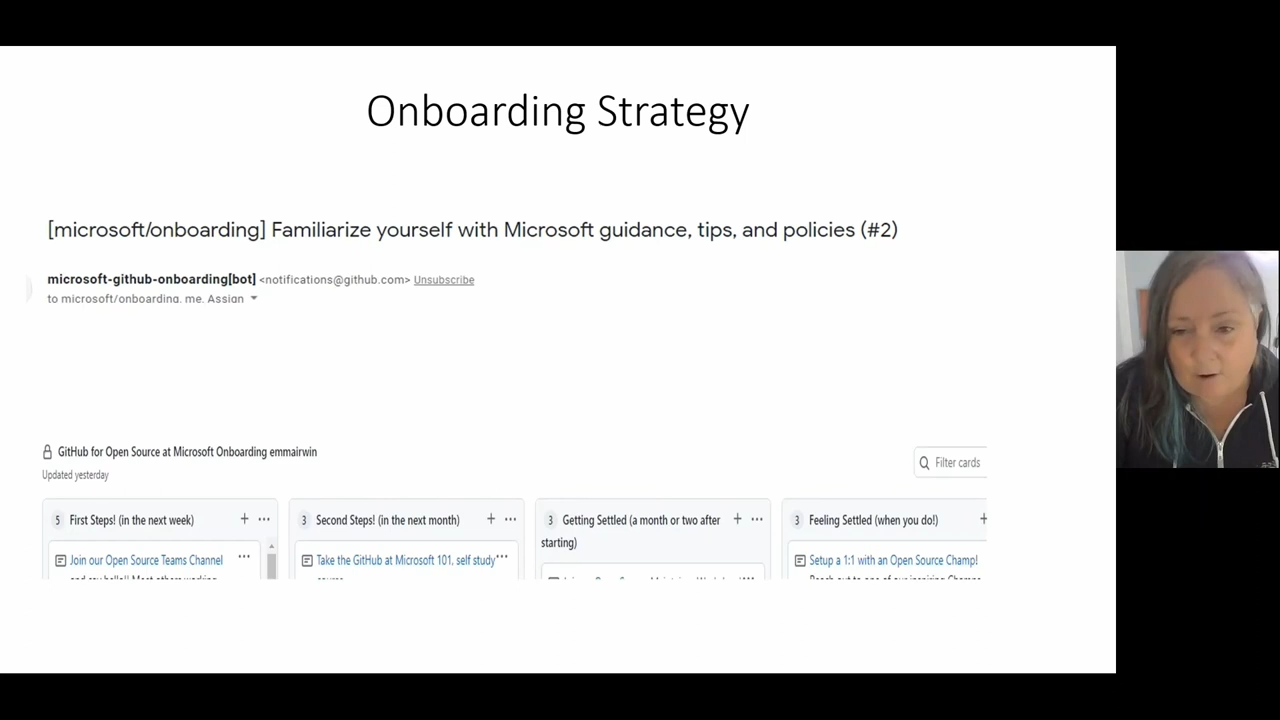 Onboarding Strategy
[microsoft/onboarding] Familiarize yourself with Microsoft guidance, tips, and policies (#2)
microsoft-github-onboarding[bot] <notifications@github.com> Unsubscribe
to microsoft/onboarding, me, Assign
GitHub for Open Source at Microsoft Onboarding emmairwin
Updated yesterday
Filter cards
5 First Steps! (in the next week) + ...
3 Second Steps! (in the next month) + ...
3 Getting Settled (a month or two after + ...
starting)
3 Feeling Settled (when you do!) +
Join our Open Source Teams Channel ...
Take the GitHub at Microsoft 101, self study ...
Setup a 1:1 with an Open Source Champ!